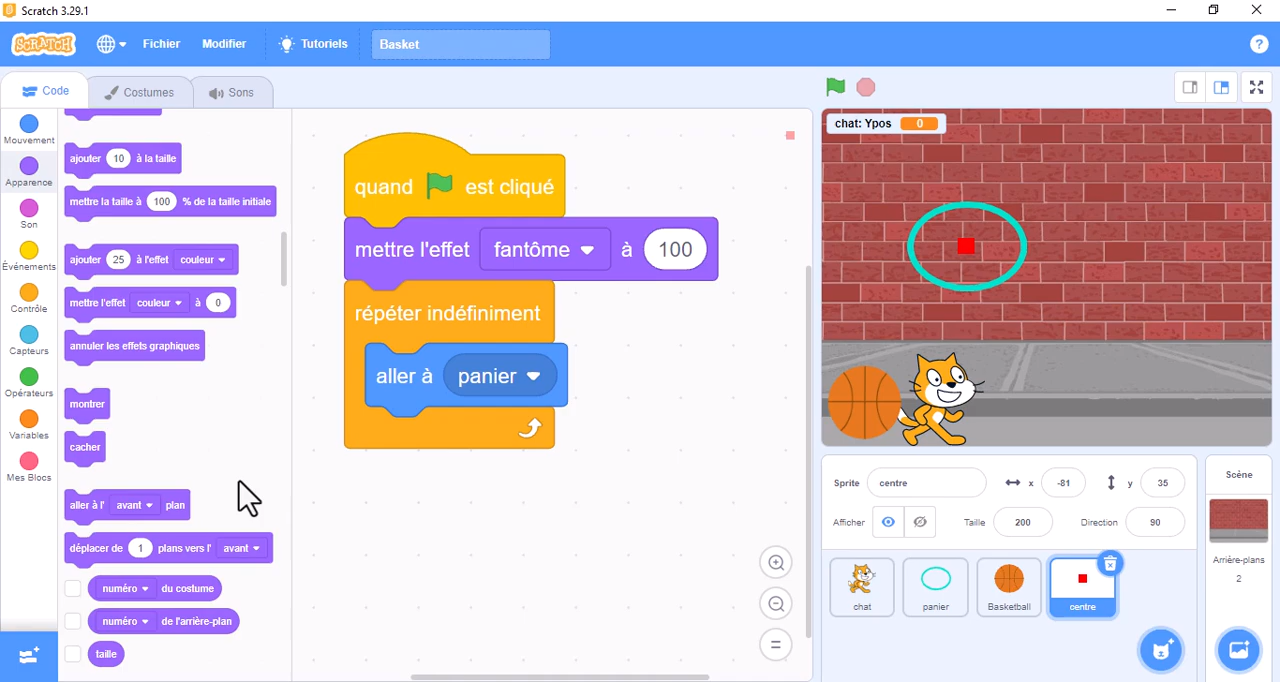 Scratch 3.29.1
SCRATCH
Fichier
Modifier
Tutoriels
Basket
?
Code
Costumes
Sons
Mouvement
Apparence
Son
Événements
Contrôle
Capteurs
Opérateurs
Variables
Mes Blocs
ajouter 10 à la taille
mettre la taille à 100 % de la taille initiale
ajouter 25 à l'effet couleur
mettre l'effet couleur à 0
annuler les effets graphiques
montrer
cacher
aller à l' avant plan
déplacer de 1 plans vers l' avant
numéro du costume
numéro de l'arrière-plan
taille
quand est cliqué
mettre l'effet fantôme à 100
répéter indéfiniment
aller à panier
chat: Ypos 0
Sprite centre x -81 y 35
Afficher Taille 200 Direction 90
chat
panier
Basketball
centre
Scène
Arrière-plans
2